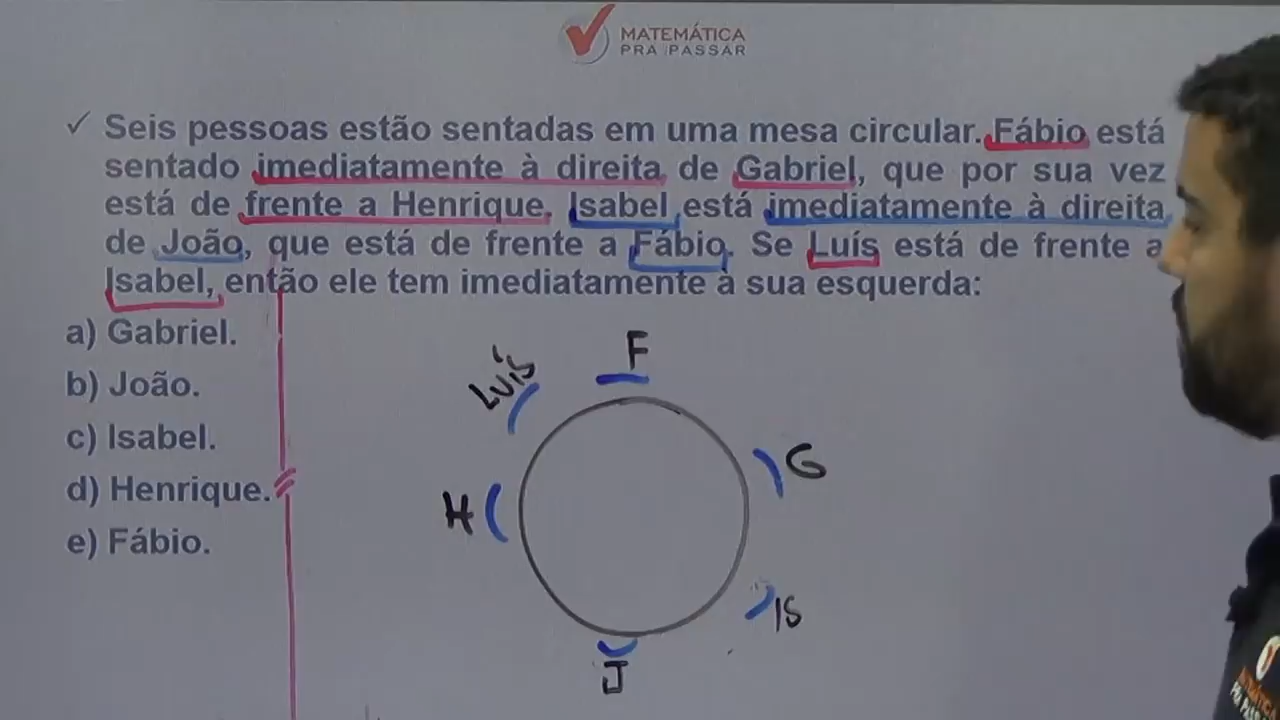 MATEMÁTICA
PRA PASSAR
✓ Seis pessoas estão sentadas em uma mesa circular. Fábio está
sentado imediatamente à direita de Gabriel, que por sua vez
está de frente a Henrique. Isabel está imediatamente à direita
de João, que está de frente a Fábio. Se Luís está de frente a
Isabel, então ele tem imediatamente à sua esquerda:
a) Gabriel.
b) João.
c) Isabel.
d) Henrique.
e) Fábio.
F
LUÍS
G
H
IS
J